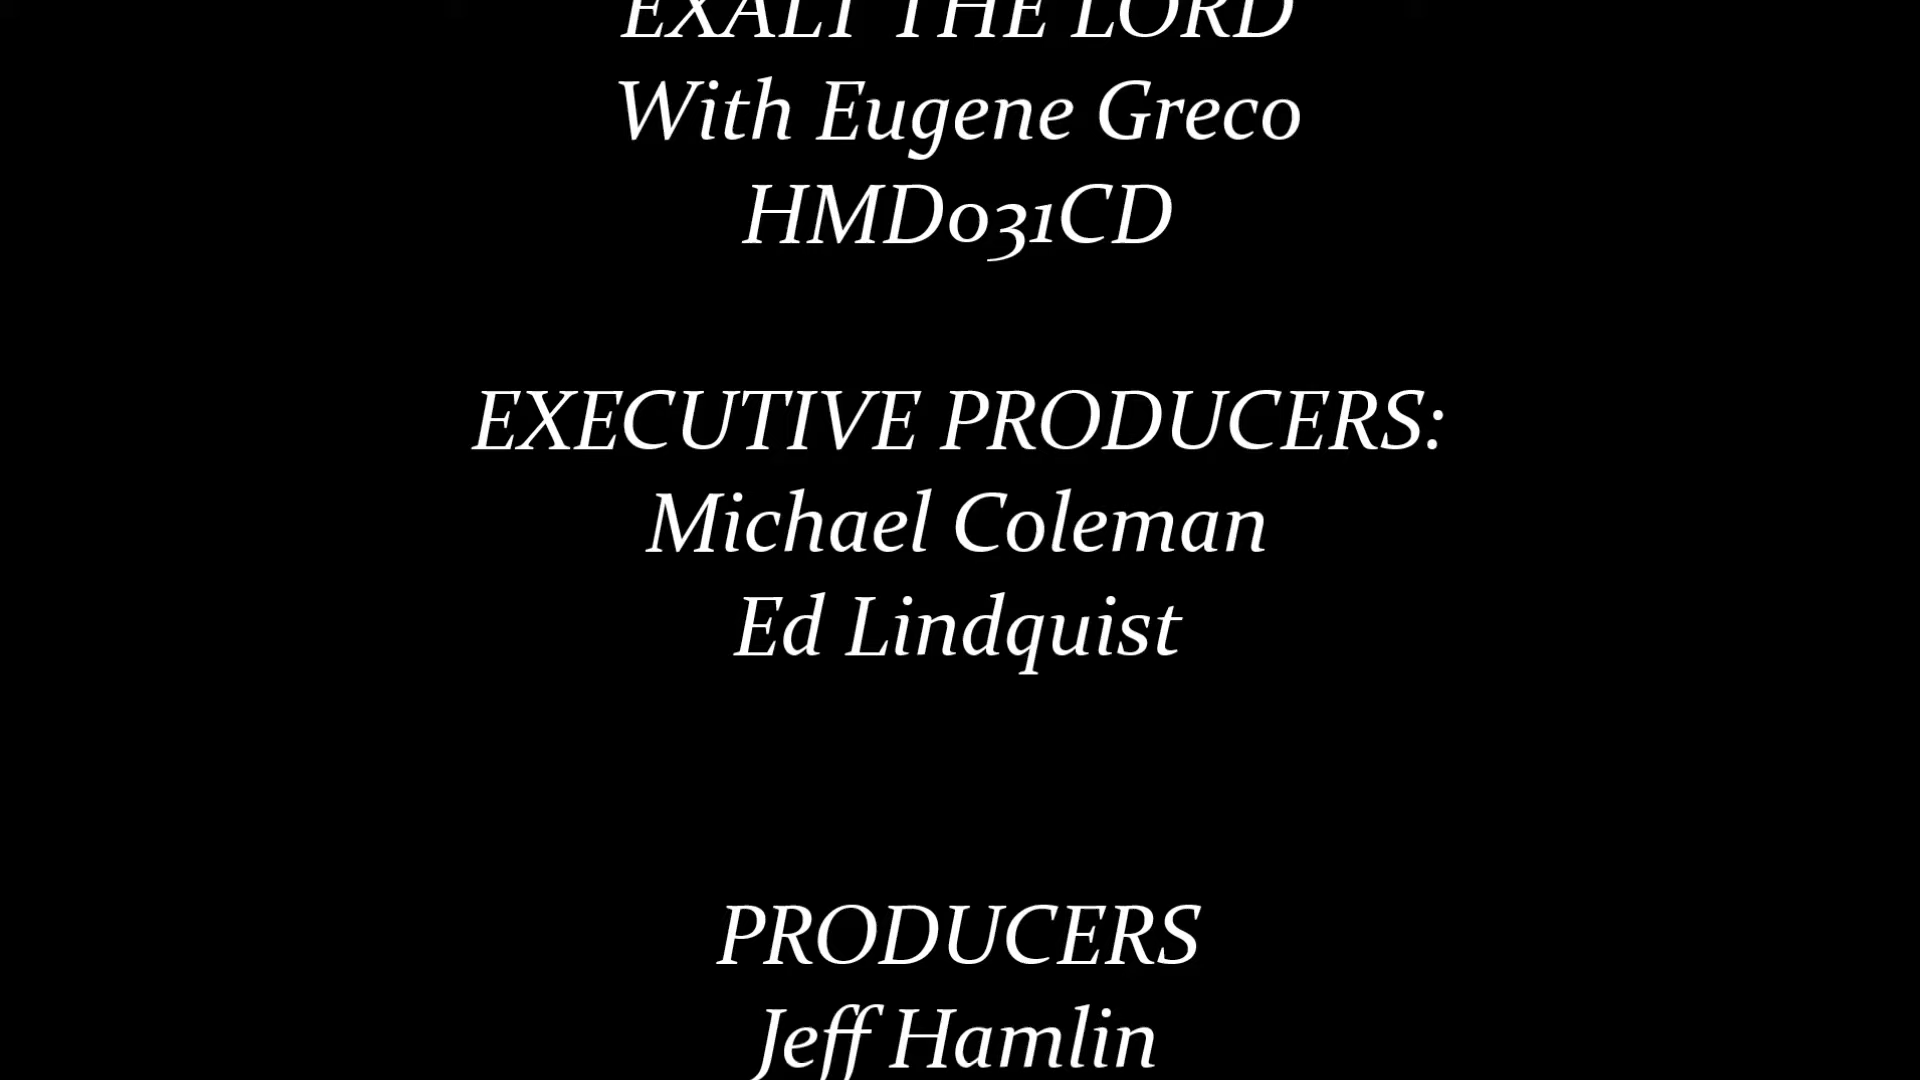 EXALT THE LORD
With Eugene Greco
HMD031CD
EXECUTIVE PRODUCERS:
Michael Coleman
Ed Lindquist
PRODUCERS
Jeff Hamlin